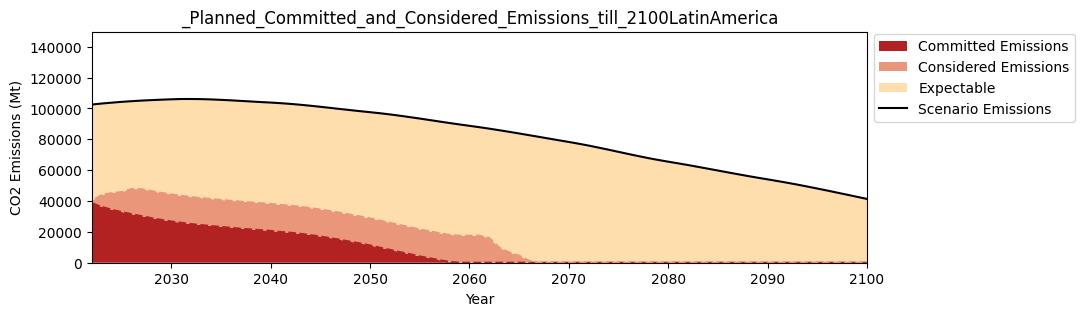 _Planned_Committed_and_Considered_Emissions_till_2100LatinAmerica
140000
120000
100000
80000
60000
40000
20000
0
CO2 Emissions (Mt)
2030 2040 2050 2060 2070 2080 2090 2100
Year
Committed Emissions
Considered Emissions
Expectable
Scenario Emissions